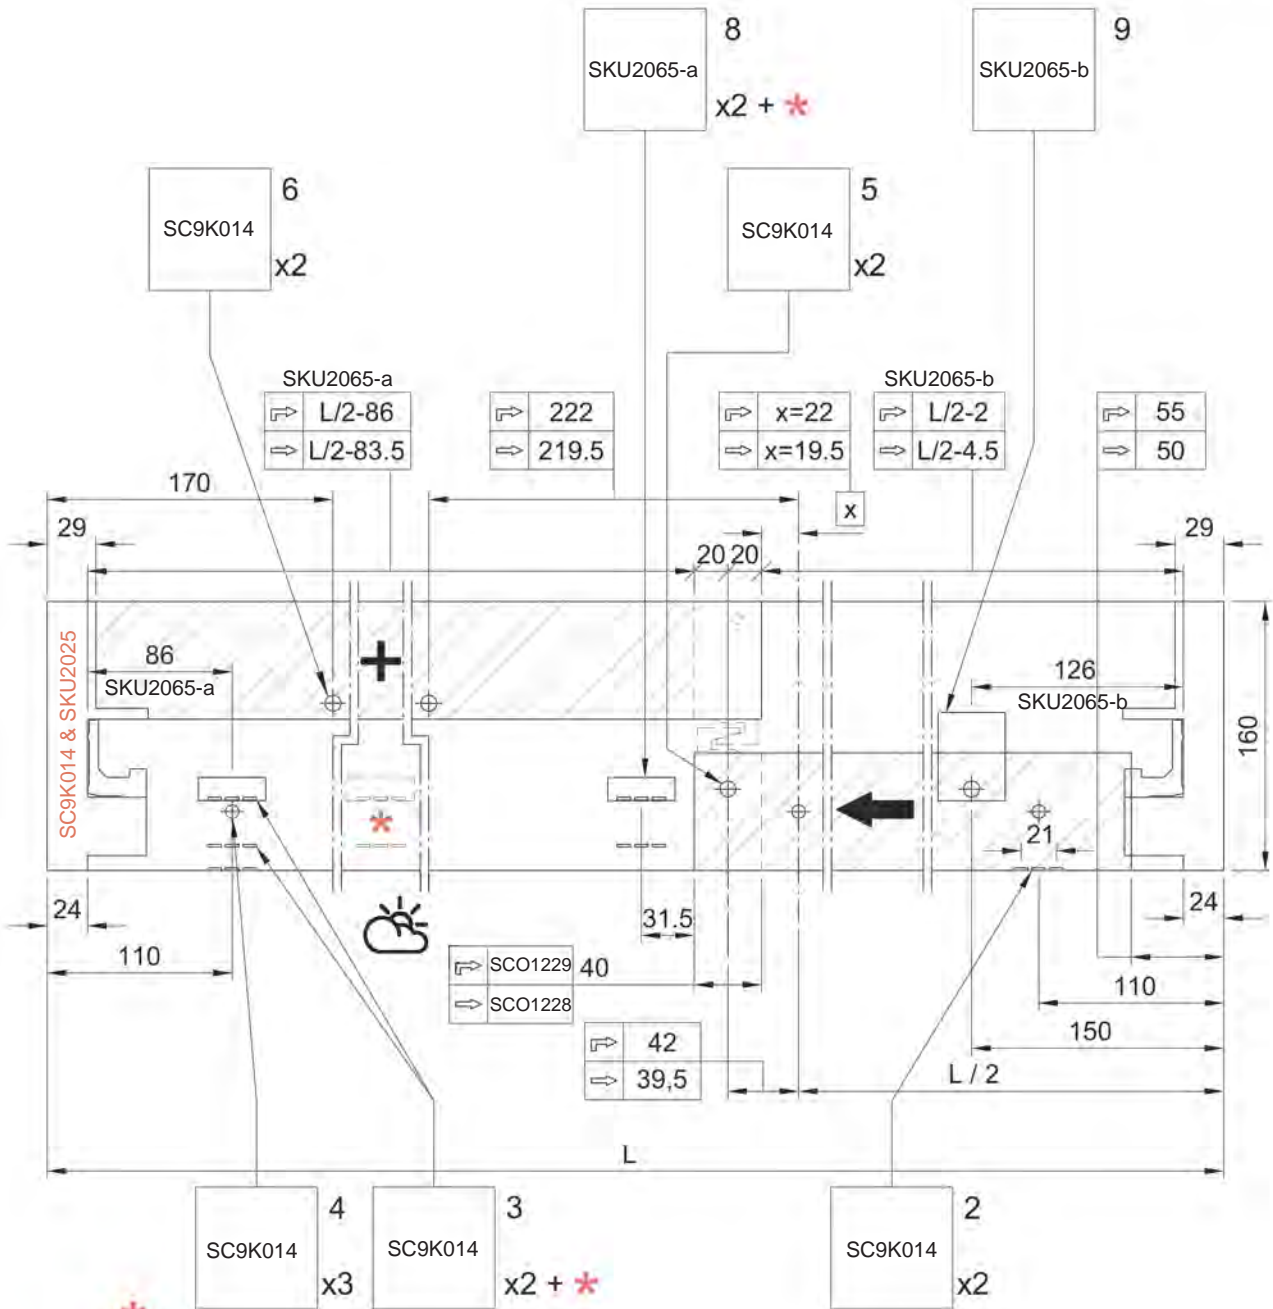 8
SKU2065-a
x2 + *
9
SKU2065-b
6
SC9K014
x2
5
SC9K014
x2
SKU2065-a
L/2-86
L/2-83.5
222
219.5
x=22
x=19.5
x
SKU2065-b
L/2-2
L/2-4.5
55
50
170
29
20 20
29
SC9K014 & SKU2025
86
SKU2065-a
+
126
SKU2065-b
160
*
21
24
110
31.5
SCO1229 40
SCO1228
42
39,5
24
110
150
L / 2
L
4
SC9K014
x3
3
SC9K014
x2 + *
2
SC9K014
x2
*